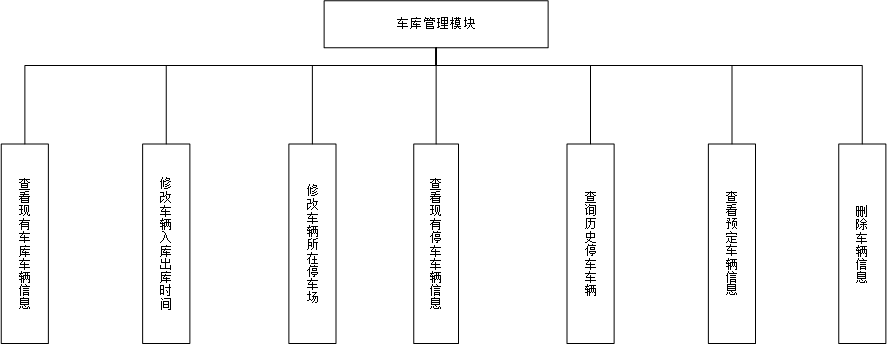 车库管理模块
查看现有车库车辆信息
修改车辆入库出库时间
修改车辆所在停车场
查看现有停车车辆信息
查询历史停车车辆
查看预定车辆信息
删除车辆信息